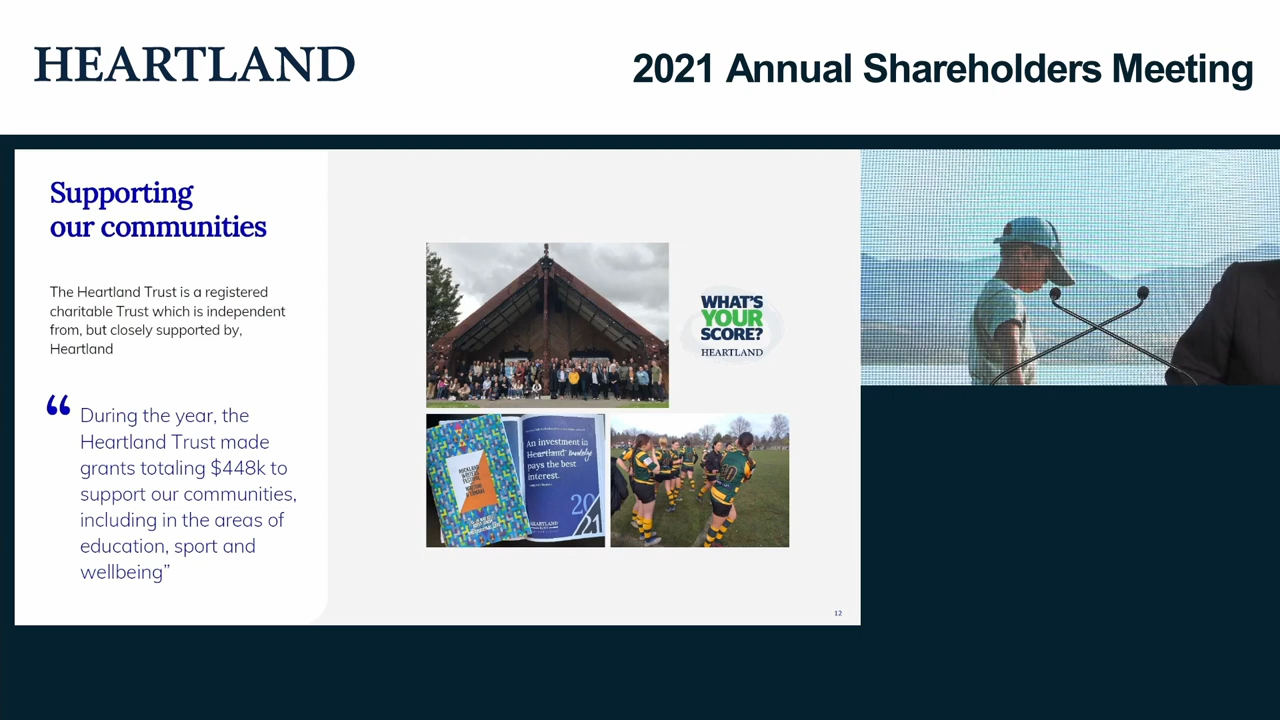 HEARTLAND
2021 Annual Shareholders Meeting
Supporting
our communities
The Heartland Trust is a registered
charitable Trust which is independent
from, but closely supported by,
Heartland
“ During the year, the
Heartland Trust made
grants totaling $448k to
support our communities,
including in the areas of
education, sport and
wellbeing”
WHAT'S
YOUR
SCORE?
HEARTLAND
An investment in
Heartland knowledge
pays the best
interest.
20
21
HEARTLAND
12